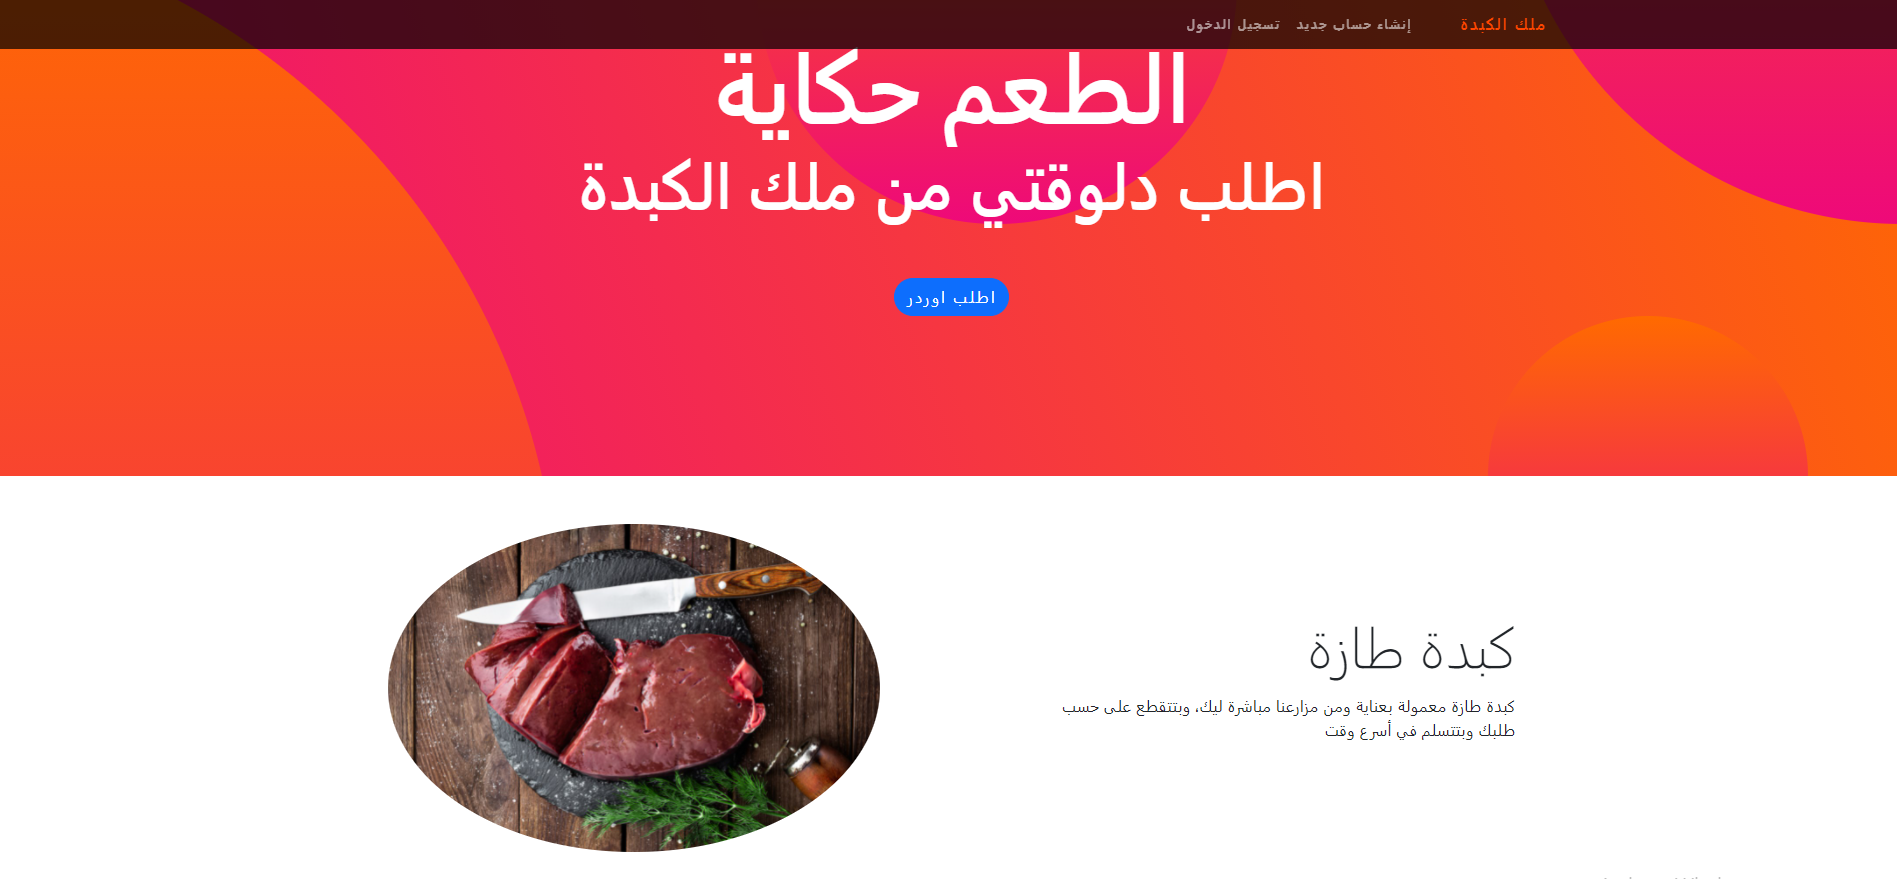 ملك الكبدة
إنشاء حساب جديد
تسجيل الدخول
الطعم حكاية
اطلب دلوقتي من ملك الكبدة
اطلب اوردر
كبدة طازة
كبدة طازة معمولة بعناية ومن مزارعنا مباشرة ليك، وبتتقطع على حسب
طلبك وبتتسلم في أسرع وقت